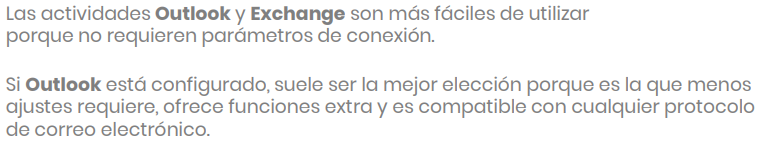 Las actividades Outlook y Exchange son más fáciles de utilizar
porque no requieren parámetros de conexión.
Si Outlook está configurado, suele ser la mejor elección porque es la que menos
ajustes requiere, ofrece funciones extra y es compatible con cualquier protocolo
de correo electrónico.